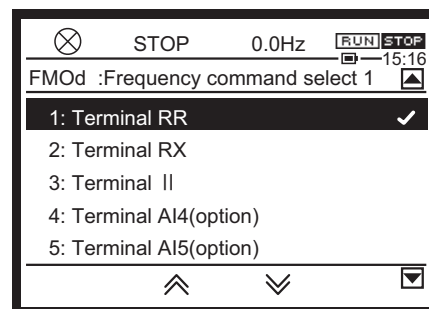 STOP 0.0Hz RUN STOP
15:16
FMOd :Frequency command select 1
1: Terminal RR
2: Terminal RX
3: Terminal II
4: Terminal AI4(option)
5: Terminal AI5(option)